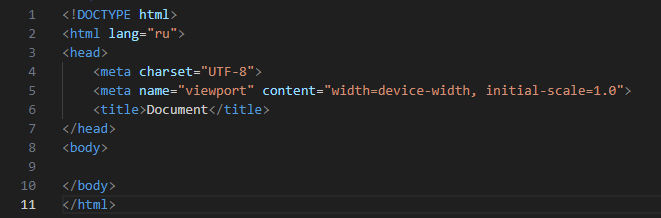 1 <!DOCTYPE html>
2 <html lang="ru">
3 <head>
4     <meta charset="UTF-8">
5     <meta name="viewport" content="width=device-width, initial-scale=1.0">
6     <title>Document</title>
7 </head>
8 <body>
9
10 </body>
11 </html>